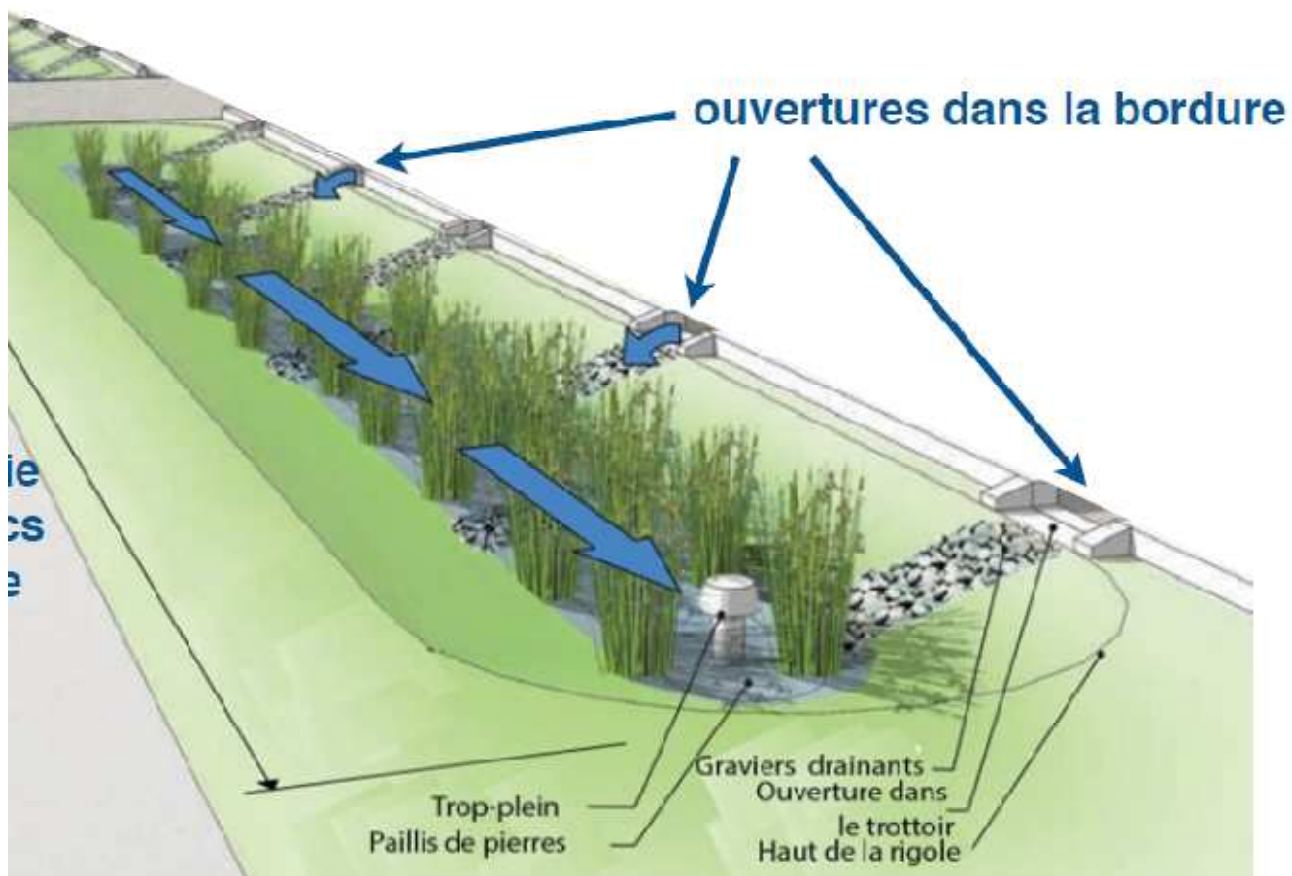 ouvertures dans la bordure
Graviers drainants
Ouverture dans
le trottoir
Haut de la rigole
Trop-plein
Paillis de pierres